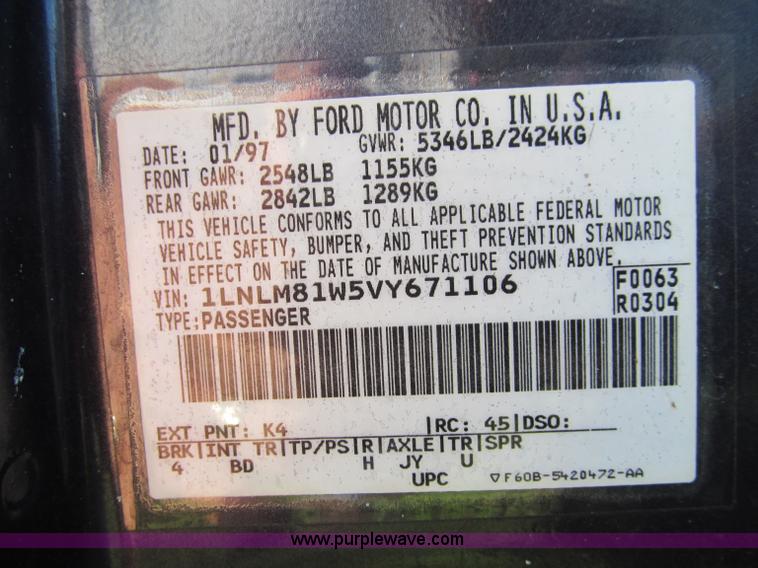 MFD. BY FORD MOTOR CO. IN U.S.A.
DATE: 01/97 GVWR: 5346LB/2424KG
FRONT GAWR: 2548LB 1155KG
REAR GAWR: 2842LB 1289KG
THIS VEHICLE CONFORMS TO ALL APPLICABLE FEDERAL MOTOR
VEHICLE SAFETY, BUMPER, AND THEFT PREVENTION STANDARDS
IN EFFECT ON THE DATE OF MANUFACTURE SHOWN ABOVE.
VIN: 1LNLM81W5VY671106 F0063
TYPE:PASSENGER R0304
EXT PNT: K4 |RC: 45|DSO:
BRK|INT TR|TP/PS|R|AXLE|TR|SPR
4 BD H JY U
UPC ▽F60B-5420472-AA
www.purplewave.com